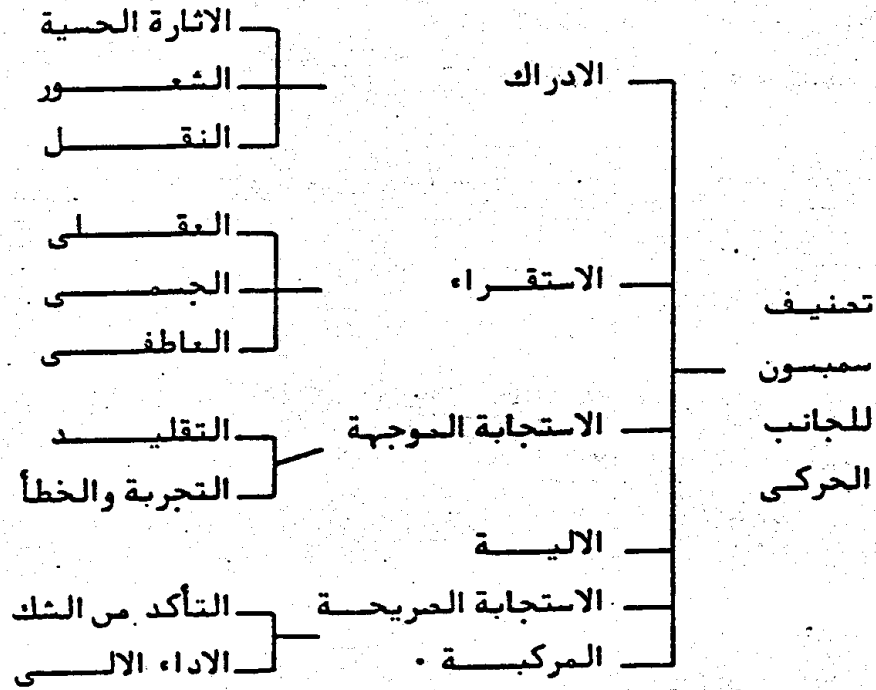 تصنيف
سمبسون
للجانب
الحركى
الادراك
الاثارة الحسية
الشعور
النقل
الاستقراء
العقلى
الجسمى
العاطفى
الاستجابة الموجهة
التقليد
التجربة والخطأ
الالية
الاستجابة الصريحة
المركبة .
التأكد من الشك
الاداء الالى